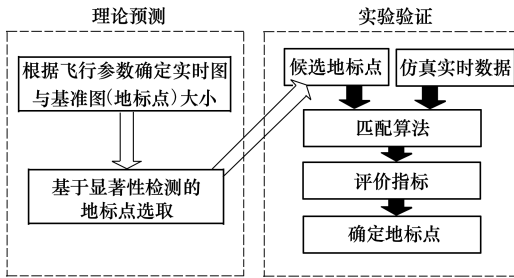 理论预测
根据飞行参数确定实时图
与基准图(地标点)大小
基于显著性检测的
地标点选取
实验验证
候选地标点
仿真实时数据
匹配算法
评价指标
确定地标点